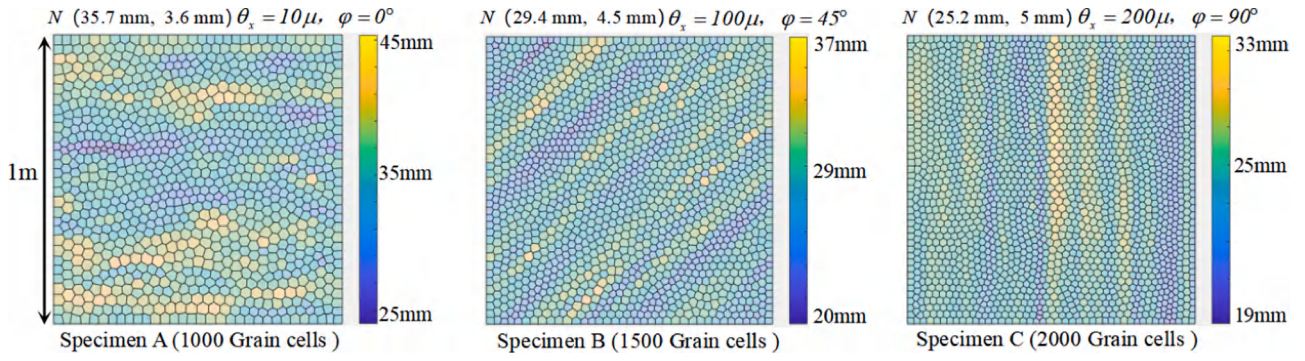 N (35.7 mm, 3.6 mm) θₓ = 10μ, φ = 0°
N (29.4 mm, 4.5 mm) θₓ = 100μ, φ = 45°
N (25.2 mm, 5 mm) θₓ = 200μ, φ = 90°
1m
45mm
35mm
25mm
37mm
29mm
20mm
33mm
25mm
19mm
Specimen A (1000 Grain cells )
Specimen B (1500 Grain cells )
Specimen C (2000 Grain cells )